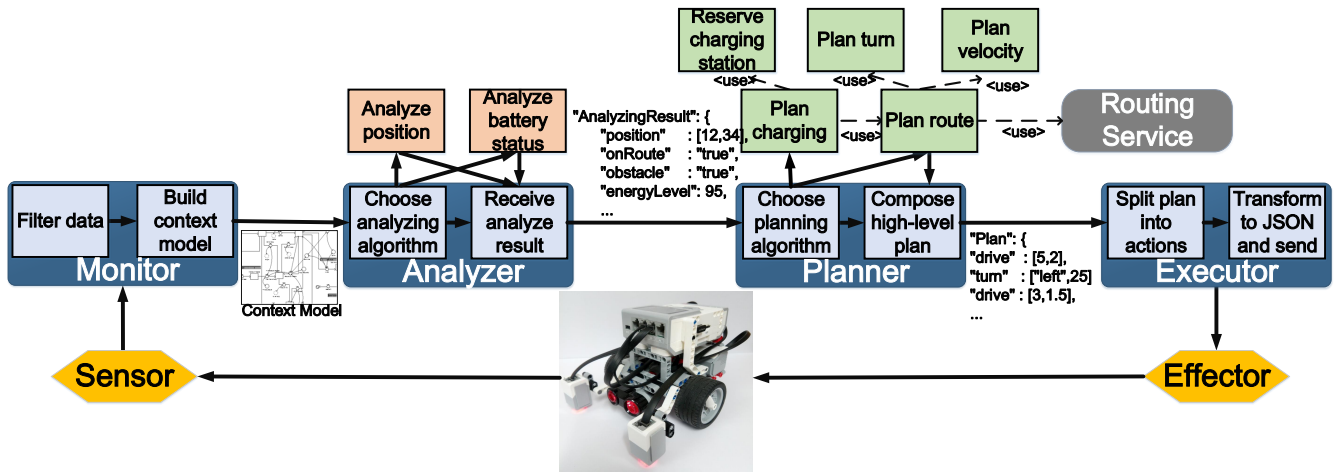 Reserve
charging
station
Plan turn
Plan
velocity
<use>
<use>
<use>
Analyze
position
Analyze
battery
status
"AnalyzingResult": {
"position" : [12,34],
"onRoute" : "true",
"obstacle" : "true",
"energyLevel": 95,
...
Plan
charging
<use>
Plan route
<use>
Routing
Service
Filter data
Build
context
model
Monitor
Context Model
Choose
analyzing
algorithm
Receive
analyze
result
Analyzer
Choose
planning
algorithm
Compose
high-level
plan
Planner
"Plan": {
"drive" : [5,2],
"turn" : ["left",25]
"drive" : [3,1.5],
...
Split plan
into
actions
Transform
to JSON
and send
Executor
Sensor
Effector